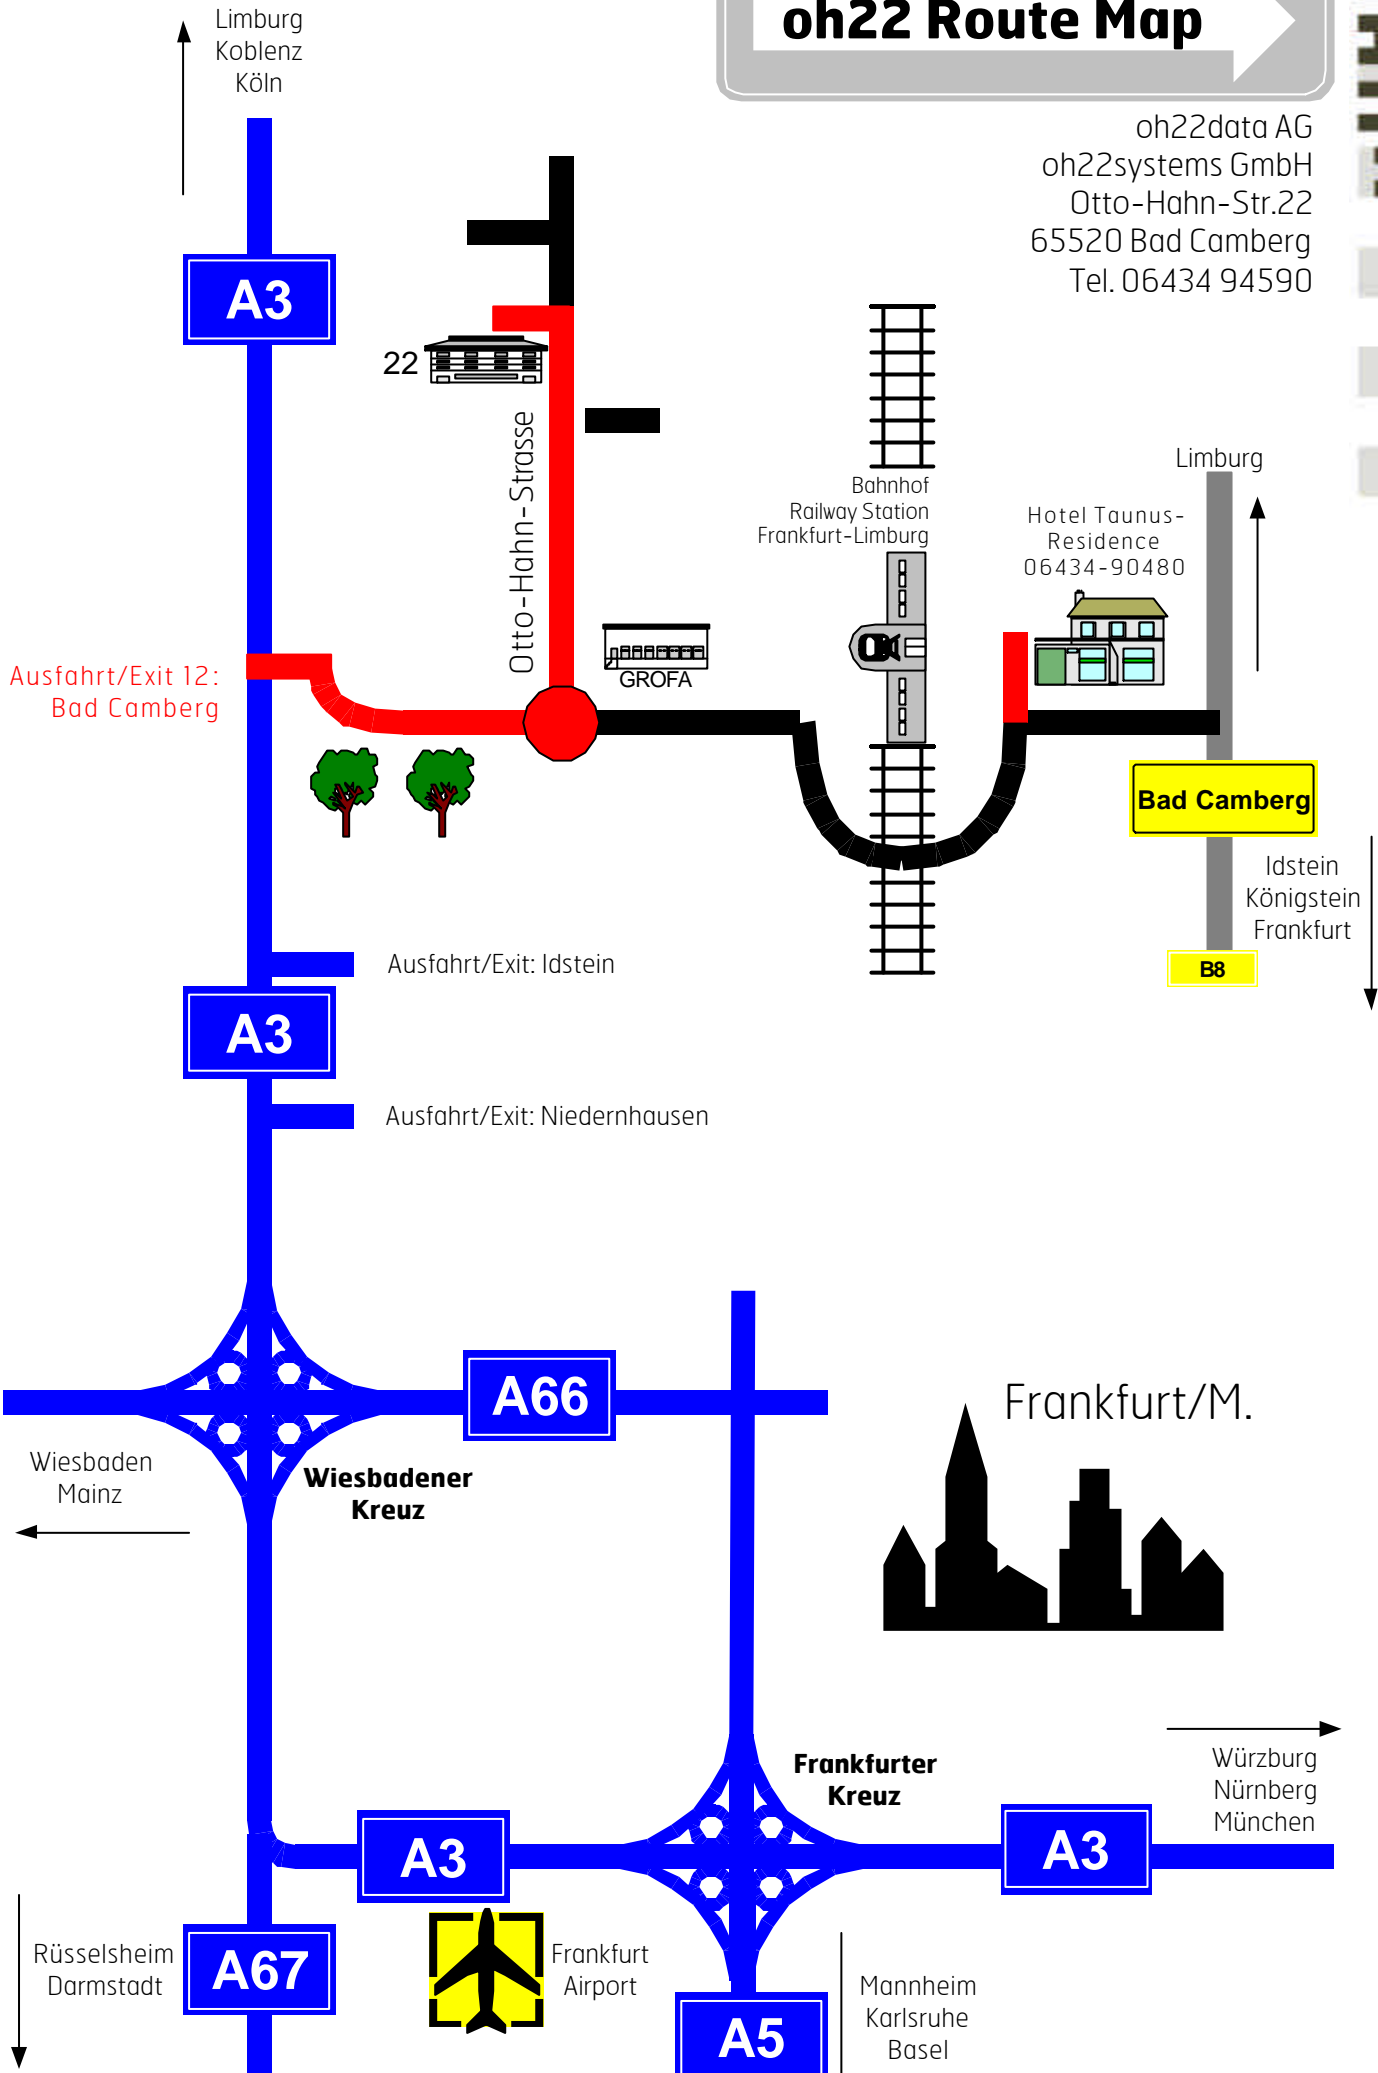 Limburg
Koblenz
Köln
oh22 Route Map
oh22data AG
oh22systems GmbH
Otto-Hahn-Str.22
65520 Bad Camberg
Tel. 06434 94590
A3
22
Otto-Hahn-Strasse
Bahnhof
Railway Station
Frankfurt-Limburg
Limburg
Hotel Taunus-
Residence
06434-90480
GROFA
Ausfahrt/Exit 12:
Bad Camberg
Bad Camberg
Idstein
Königstein
Frankfurt
B8
Ausfahrt/Exit: Idstein
A3
Ausfahrt/Exit: Niedernhausen
A66
Frankfurt/M.
Wiesbaden
Mainz
Wiesbadener
Kreuz
Frankfurter
Kreuz
Würzburg
Nürnberg
München
A3
A3
Rüsselsheim
Darmstadt
A67
Frankfurt
Airport
A5
Mannheim
Karlsruhe
Basel